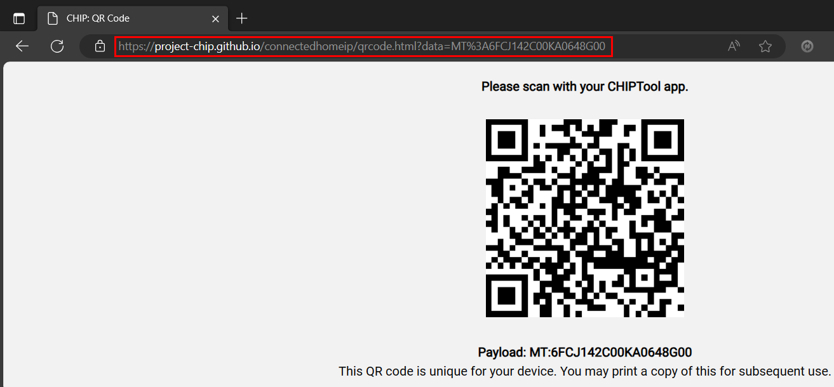 CHIP: QR Code
https://project-chip.github.io/connectedhomeip/qrcode.html?data=MT%3A6FCJ142C00KA0648G00
Please scan with your CHIPTool app.
Payload: MT:6FCJ142C00KA0648G00
This QR code is unique for your device. You may print a copy of this for subsequent use.